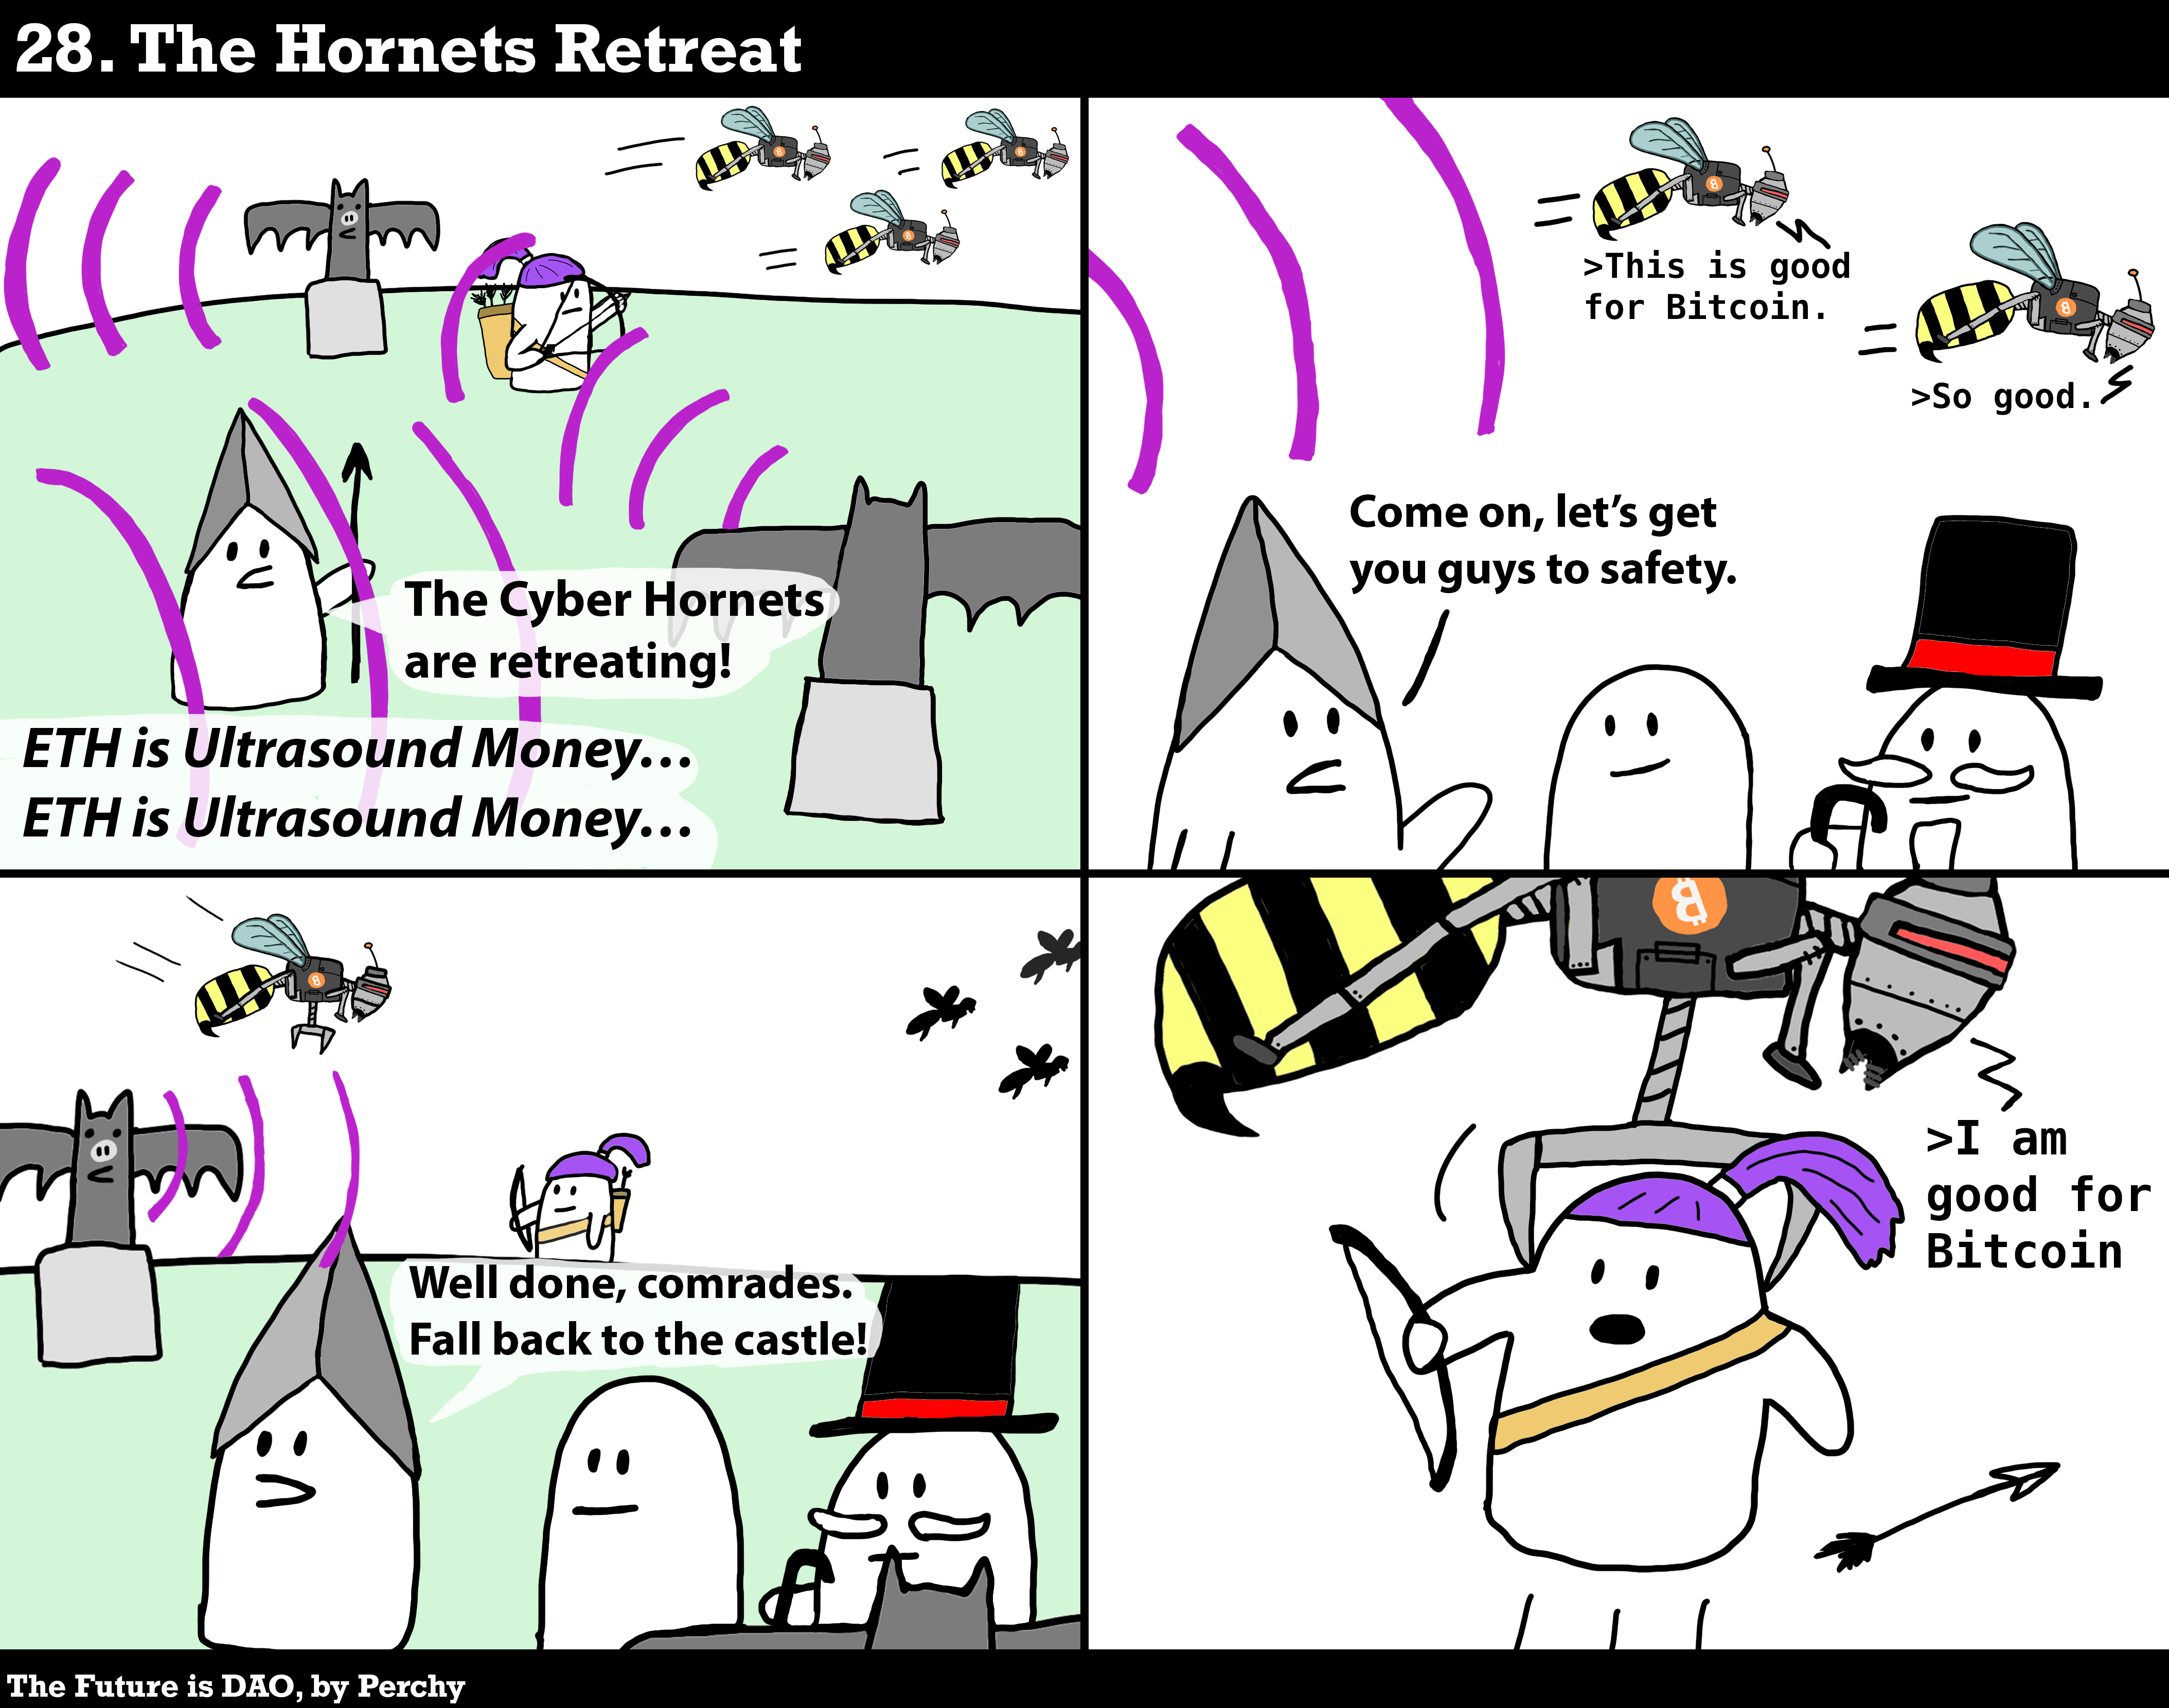 28. The Hornets Retreat
The Cyber Hornets
are retreating!
ETH is Ultrasound Money...
ETH is Ultrasound Money...
>This is good
for Bitcoin.
>So good.
Come on, let's get
you guys to safety.
Well done, comrades.
Fall back to the castle!
>I am
good for
Bitcoin
The Future is DAO, by Perchy